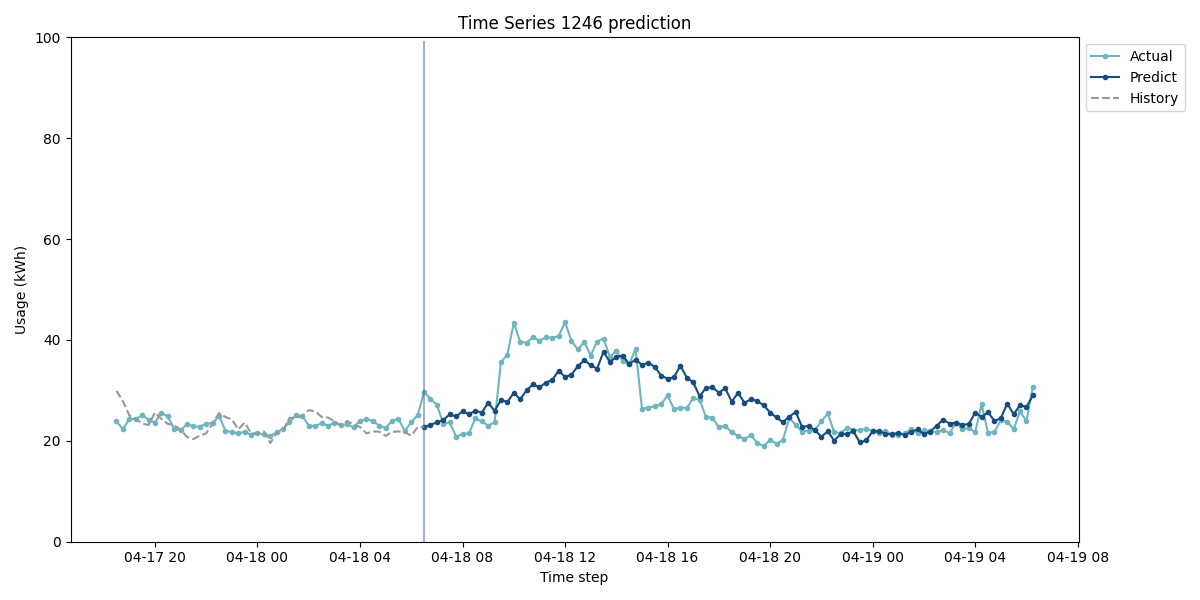 Time Series 1246 prediction
100
80
60
40
20
0
Usage (kWh)
04-17 20
04-18 00
04-18 04
04-18 08
04-18 12
04-18 16
04-18 20
04-19 00
04-19 04
04-19 08
Time step
Actual
Predict
History